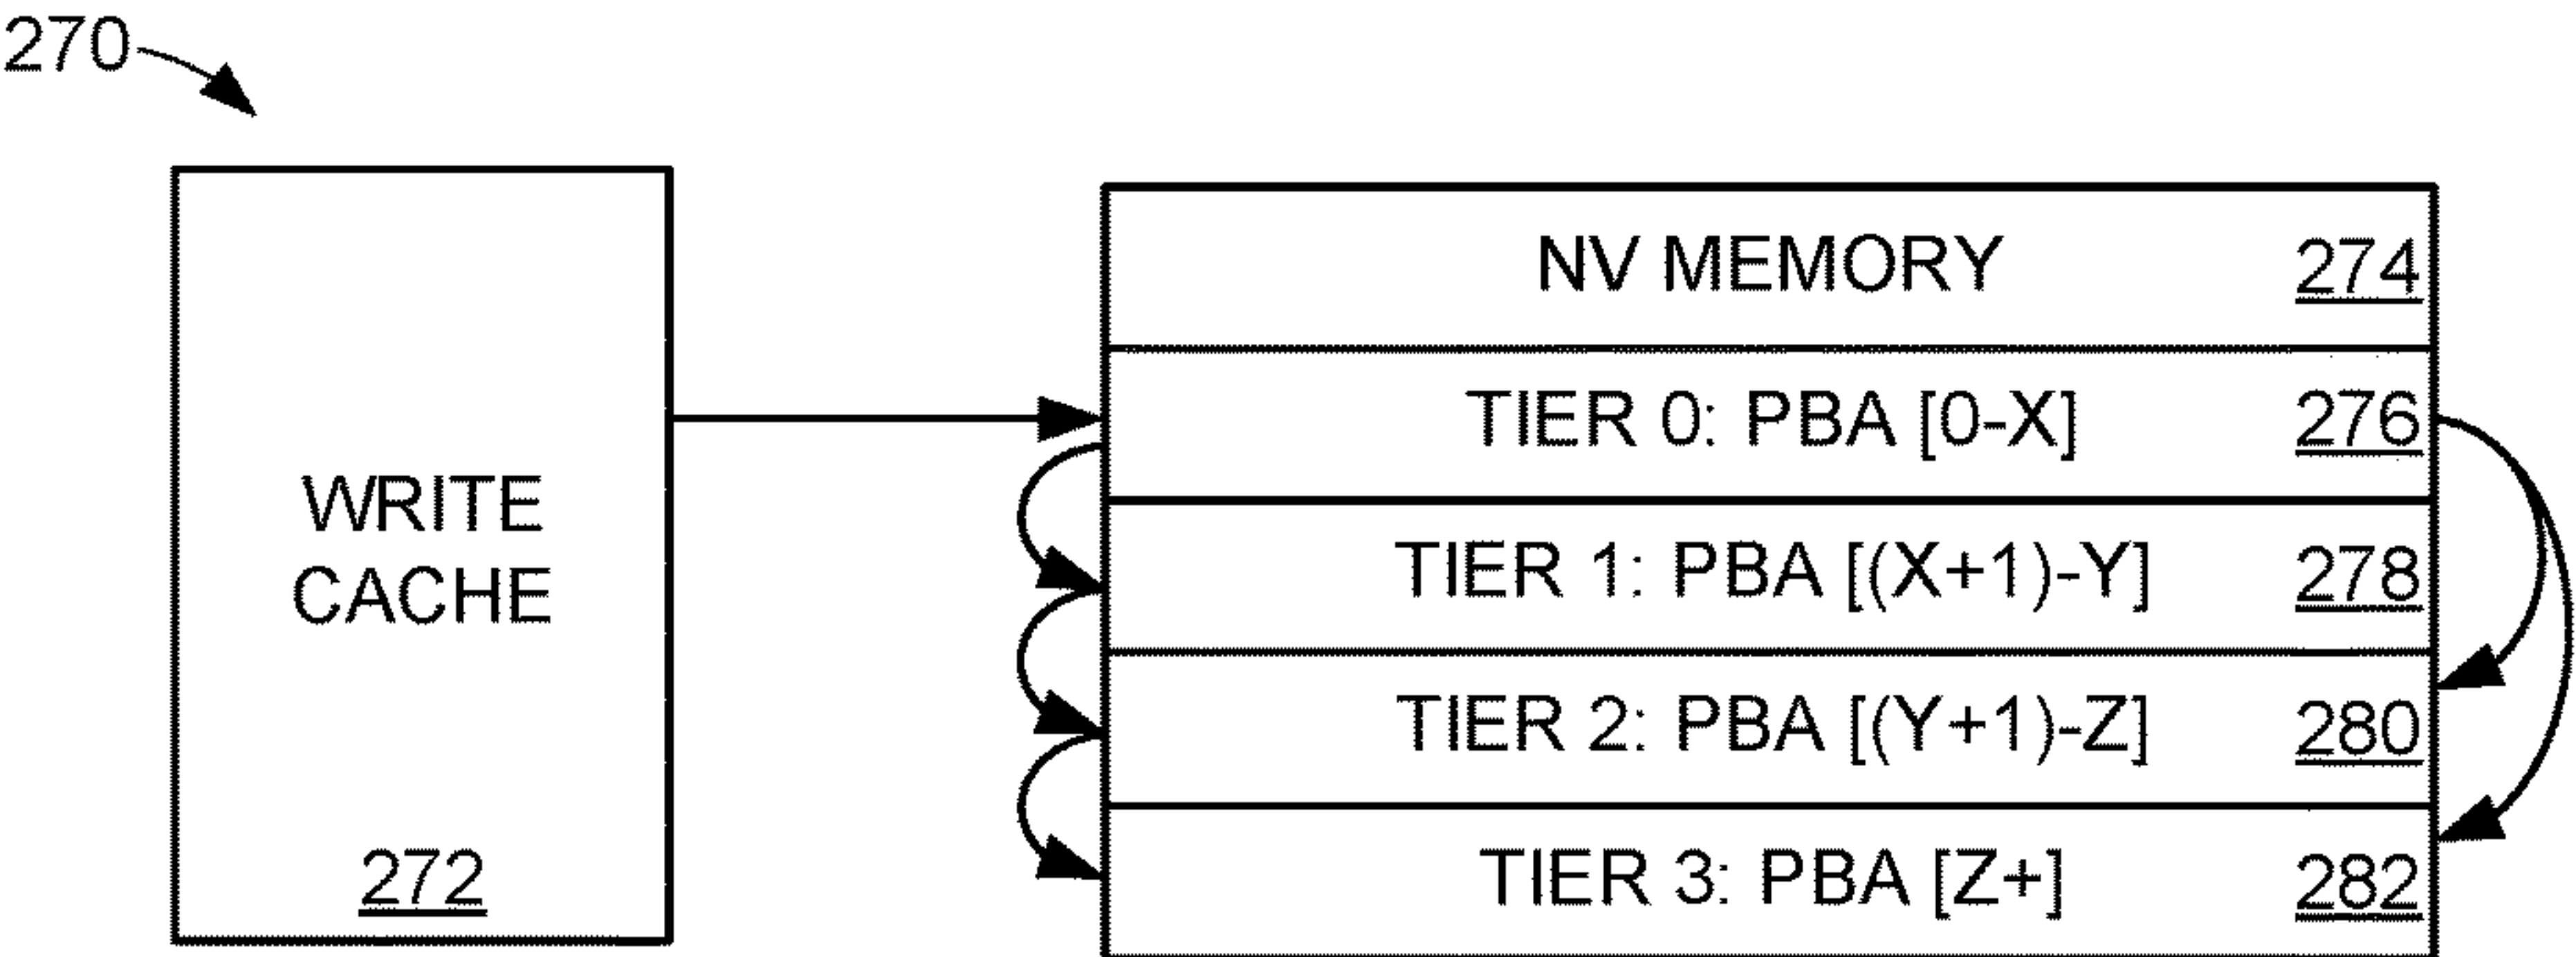 270
WRITE
CACHE
272
NV MEMORY 274
TIER 0: PBA [0-X] 276
TIER 1: PBA [(X+1)-Y] 278
TIER 2: PBA [(Y+1)-Z] 280
TIER 3: PBA [Z+] 282